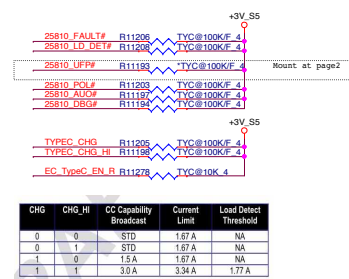 +3V_S5
25810_FAULT# R11206 TYC@100K/F_4
25810_LD_DET# R11208 TYC@100K/F_4
25810_UFP# R11193 *TYC@100K/F_4 Mount at page2
25810_POL# R11203 TYC@100K/F_4
25810_AUO# R11197 TYC@100K/F_4
25810_DBG# R11194 TYC@100K/F_4
+3V_S5
TYPEC_CHG R11205 TYC@100K/F_4
TYPEC_CHG_HI R11198 TYC@100K/F_4
EC_TypeC_EN_R R11278 TYC@10K_4
CHG CHG_HI CC Capability Broadcast Current Limit Load Detect Threshold
0 0 STD 1.67 A NA
0 1 STD 1.67 A NA
1 0 1.5 A 1.67 A NA
1 1 3.0 A 3.34 A 1.77 A